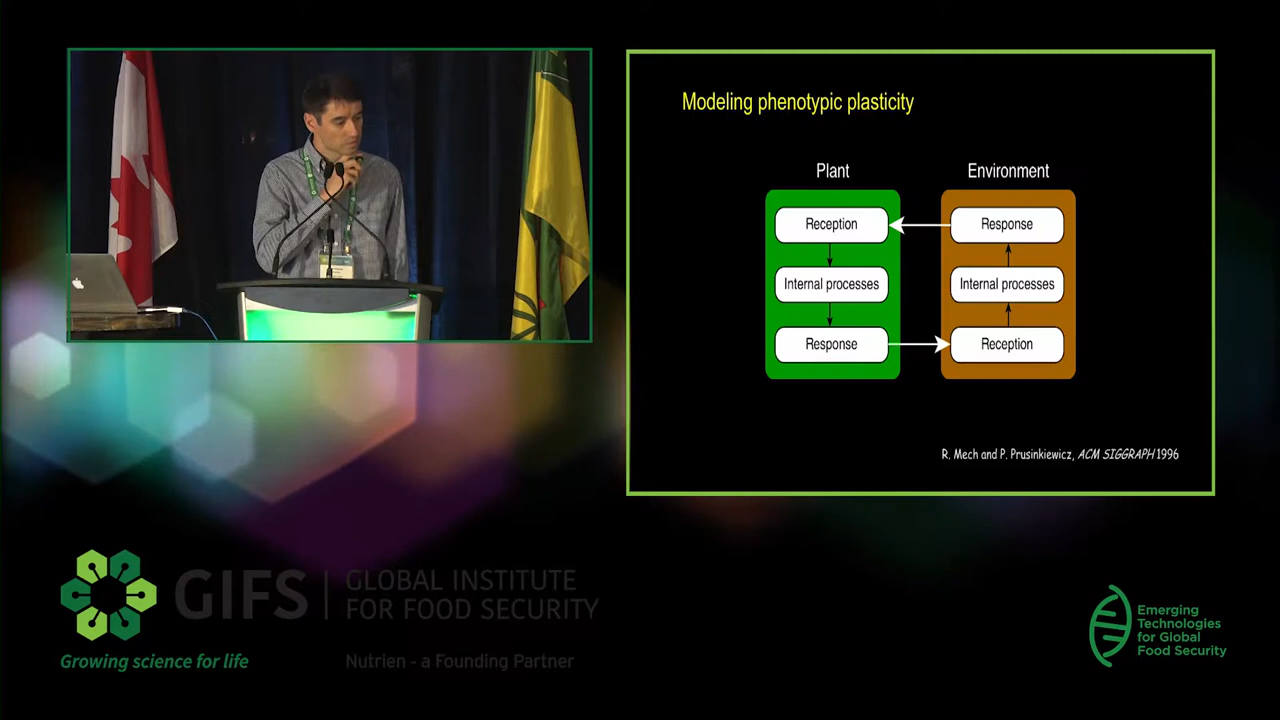 Modeling phenotypic plasticity
Plant
Environment
Reception
Response
Internal processes
Internal processes
Response
Reception
R. Mech and P. Prusinkiewicz, ACM SIGGRAPH 1996
GIFS
GLOBAL INSTITUTE
FOR FOOD SECURITY
Growing science for life
Nutrien - a Founding Partner
Emerging
Technologies
for Global
Food Security